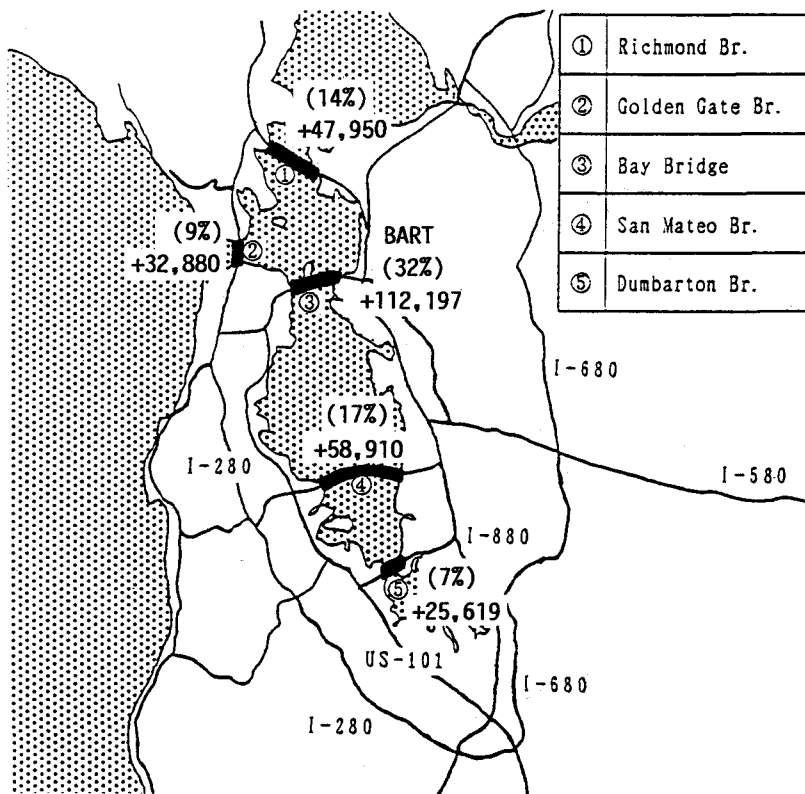 ① Richmond Br.
② Golden Gate Br.
③ Bay Bridge
④ San Mateo Br.
⑤ Dumbarton Br.
(14%)
+47,950
①
(9%)
+32,880
②
BART
(32%)
+112,197
③
I-680
(17%)
+58,910
I-280
④
I-580
I-880
⑤
(7%)
+25,619
US-101
I-680
I-280